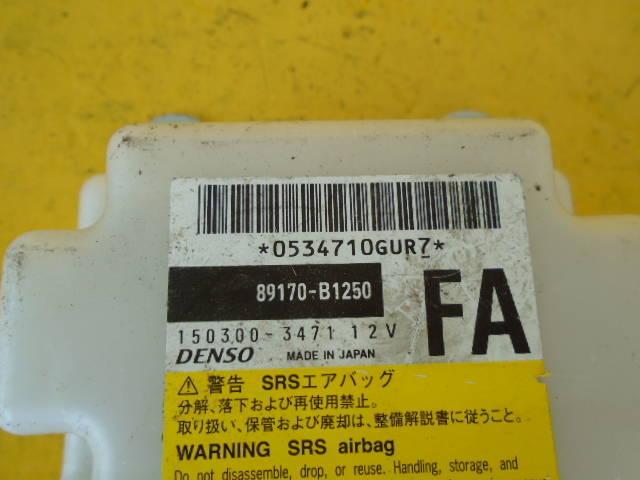 *0534710GUR7*
89170-B1250
FA
150300-3471 12V
DENSO MADE IN JAPAN
⚠ 警告 SRSエアバッグ
分解、落下および再使用禁止。
取り扱い、保管および廃却は、整備解説書に従うこと。
WARNING SRS airbag
Do not disassemble, drop, or reuse. Handling, storage, and